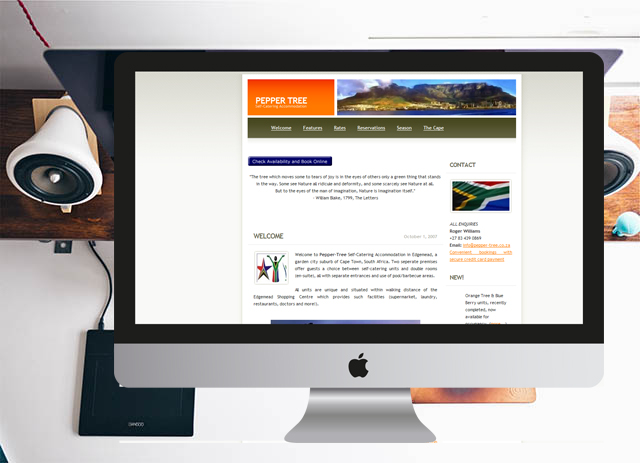 PEPPER TREE
Self-Catering Accommodation
Welcome Features Rates Reservations Season The Cape
Check Availability and Book Online
"The tree which moves some to tears of joy is in the eyes of others only a green thing that stands
in the way. Some see Nature all ridicule and deformity, and some scarcely see Nature at all.
But to the eyes of the man of imagination, Nature is imagination itself."
- William Blake, 1799, The Letters
WELCOME
October 1, 2007
Welcome to Pepper-Tree Self-Catering Accommodation in Edgemead, a
garden city suburb of Cape Town, South Africa. Two seperate premises
offer guests a choice between self-catering units and double rooms
(en-suite), all with separate entrances and use of pool/barbecue areas.
All units are unique and situated within walking distance of the
Edgemead Shopping Centre which provides such facilities (supermarket, laundry,
restaurants, doctors and more!).
CONTACT
ALL ENQUIRIES
Roger Williams
+27 82 439 0869
Email: info@pepper-tree.co.za
Convenient bookings with
secure credit card payment
NEW!
Orange Tree & Blue
Berry units, recently
completed, now
available for